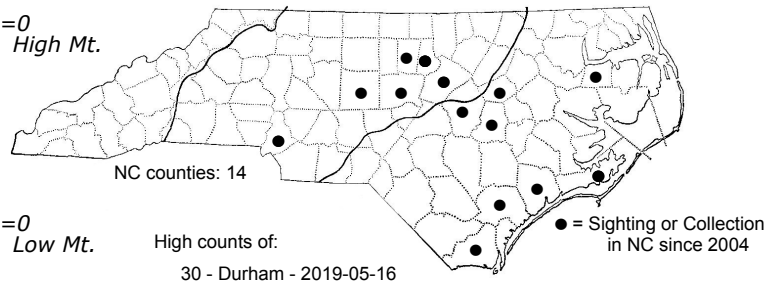 =0
High Mt.
NC counties: 14
=0
Low Mt.
High counts of:
30 - Durham - 2019-05-16
● = Sighting or Collection
in NC since 2004